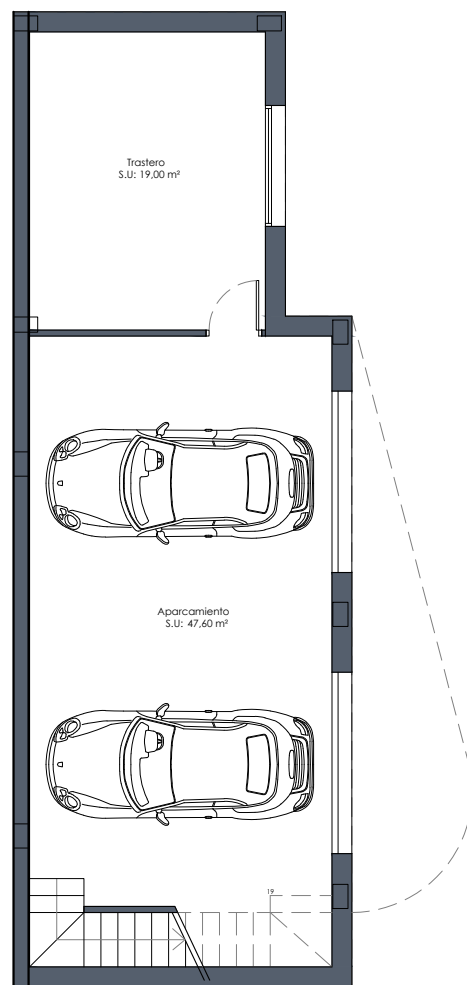 Trastero
S.U: 19,00 m²
Aparcamiento
S.U: 47,60 m²
19